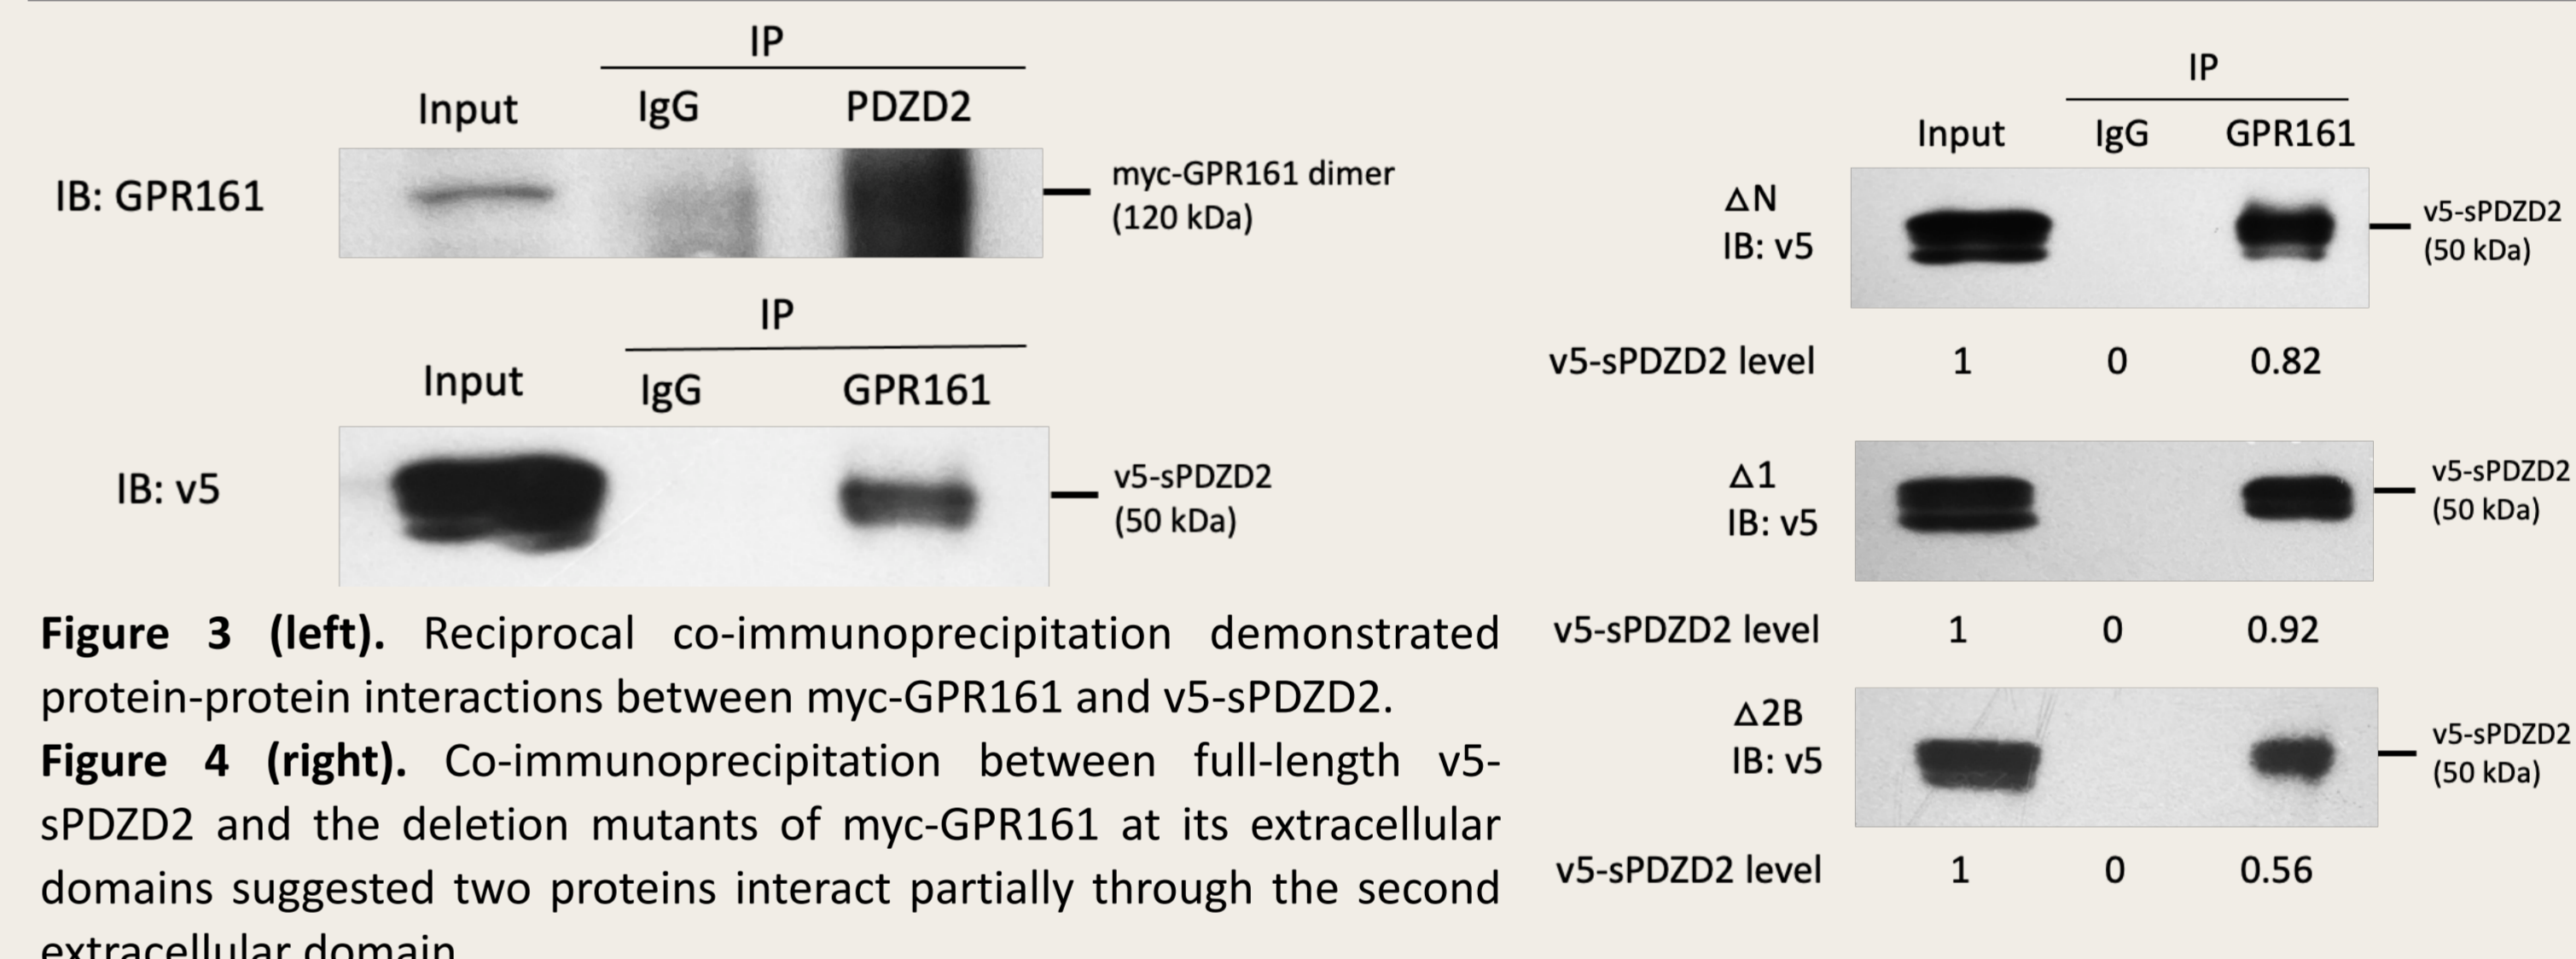 IP
Input IgG PDZD2
IB: GPR161
myc-GPR161 dimer
(120 kDa)
IP
Input IgG GPR161
IB: v5
v5-sPDZD2
(50 kDa)
Figure 3 (left). Reciprocal co-immunoprecipitation demonstrated
protein-protein interactions between myc-GPR161 and v5-sPDZD2.
Figure 4 (right). Co-immunoprecipitation between full-length v5-
sPDZD2 and the deletion mutants of myc-GPR161 at its extracellular
domains suggested two proteins interact partially through the second
extracellular domain
IP
Input IgG GPR161
△N
IB: v5
v5-sPDZD2
(50 kDa)
v5-sPDZD2 level 1 0 0.82
△1
IB: v5
v5-sPDZD2
(50 kDa)
v5-sPDZD2 level 1 0 0.92
△2B
IB: v5
v5-sPDZD2
(50 kDa)
v5-sPDZD2 level 1 0 0.56